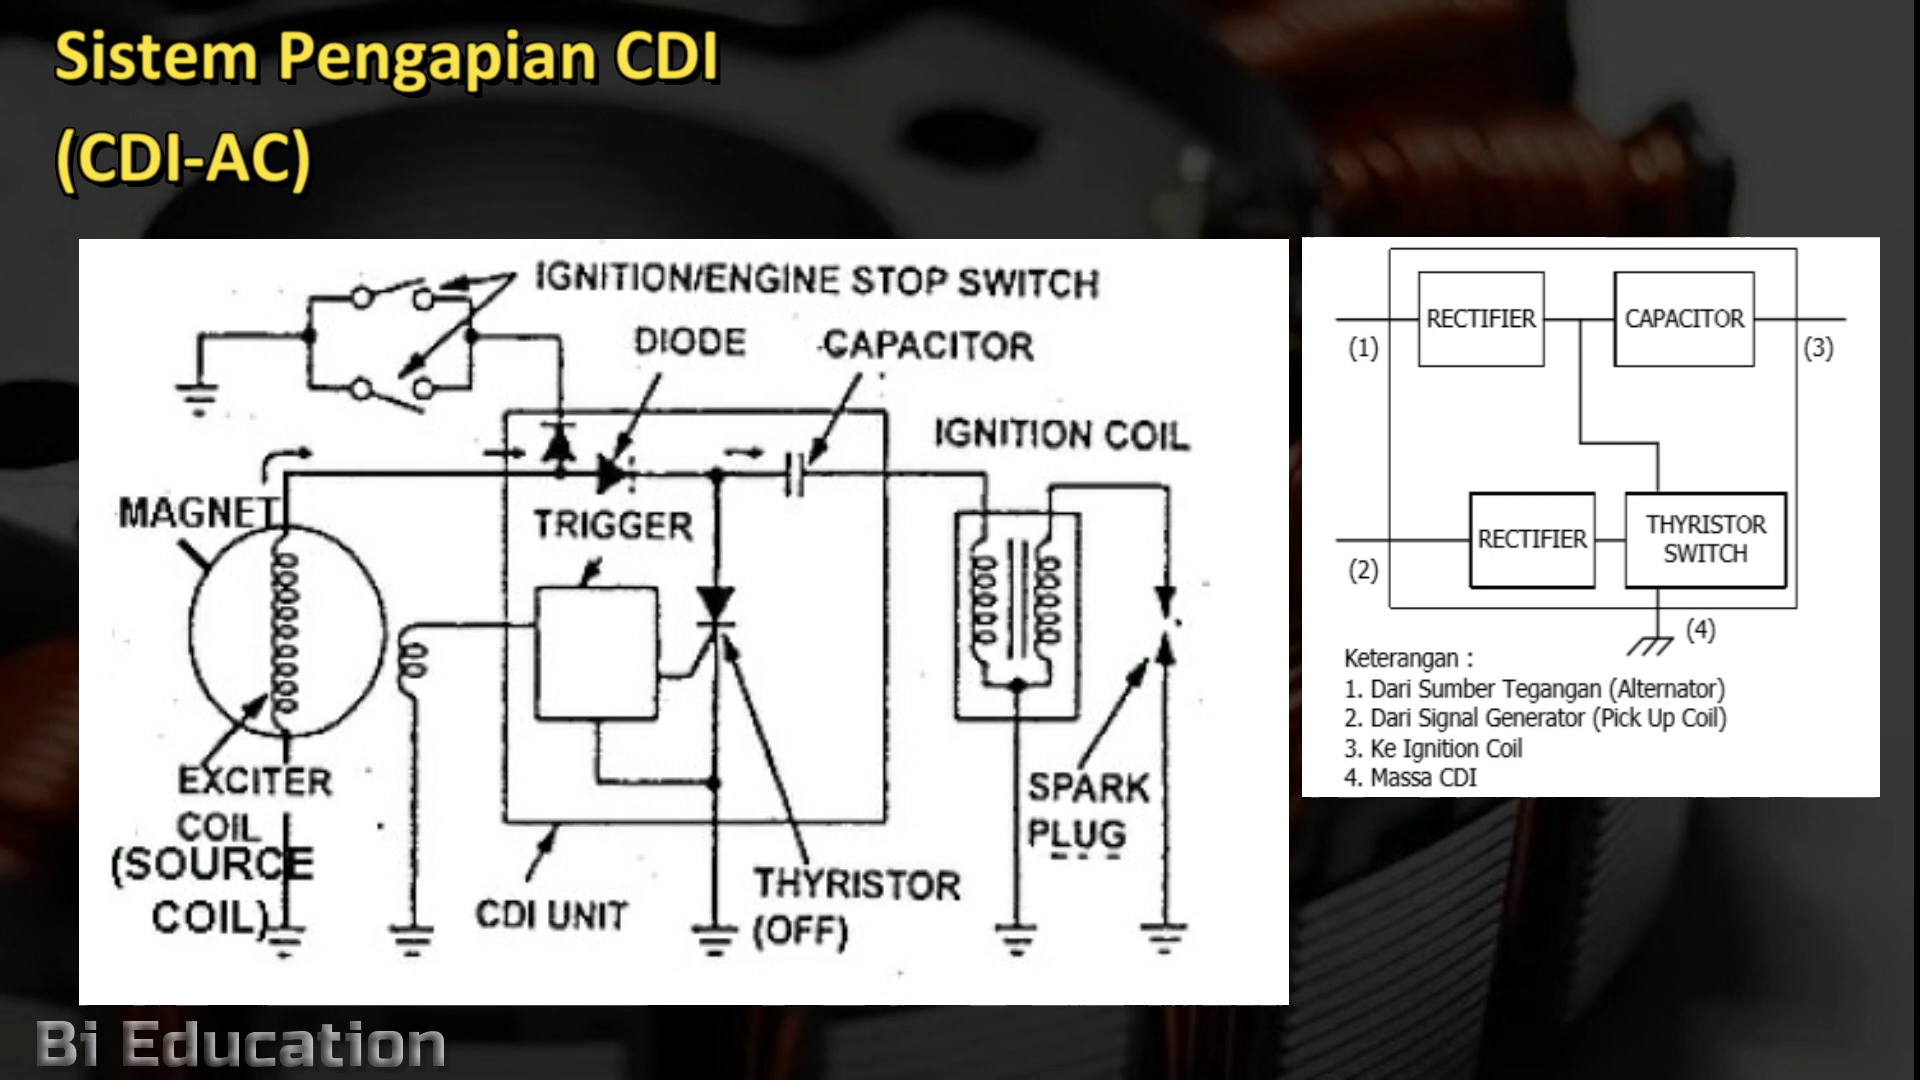 Sistem Pengapian CDI
(CDI-AC)
IGNITION/ENGINE STOP SWITCH
DIODE
CAPACITOR
IGNITION COIL
MAGNET
TRIGGER
EXCITER
COIL
(SOURCE
COIL)
CDI UNIT
THYRISTOR
(OFF)
SPARK
PLUG
RECTIFIER
CAPACITOR
(1)
(3)
RECTIFIER
THYRISTOR
SWITCH
(2)
(4)
Keterangan :
1. Dari Sumber Tegangan (Alternator)
2. Dari Signal Generator (Pick Up Coil)
3. Ke Ignition Coil
4. Massa CDI
Bi Education